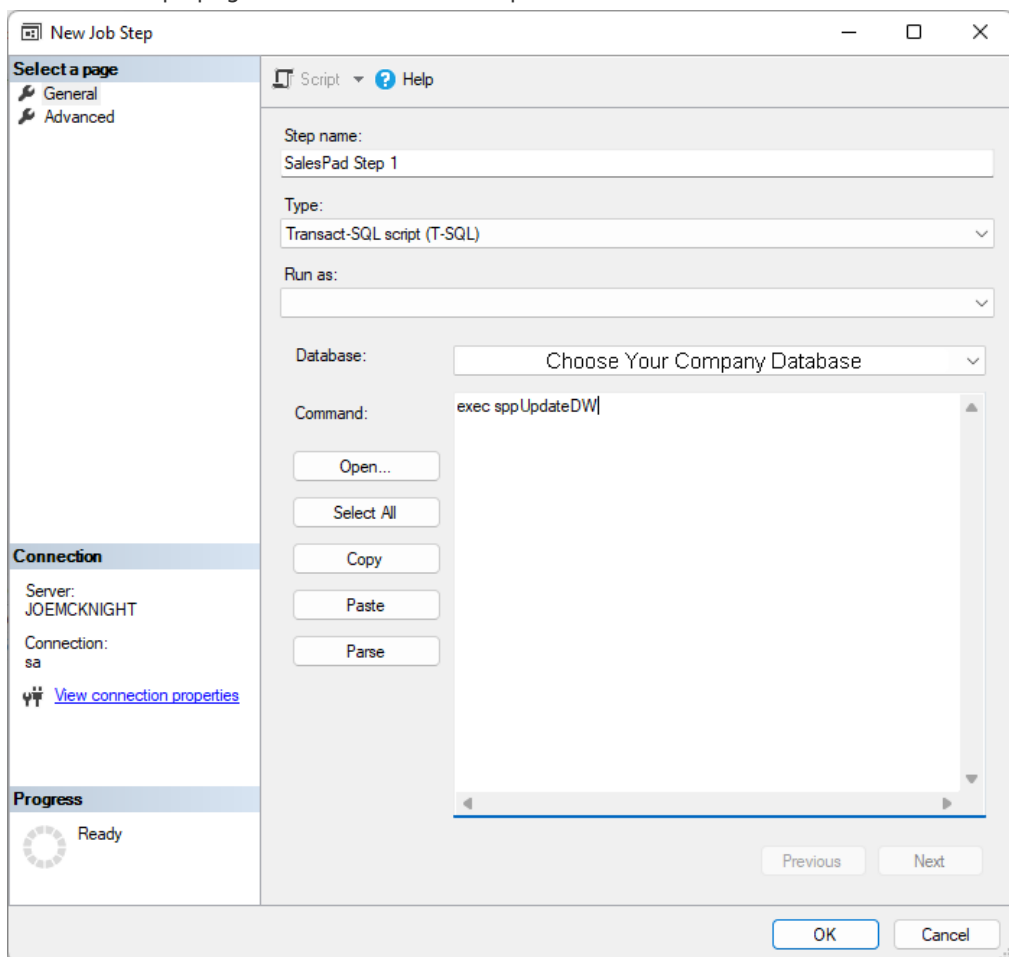 New Job Step
Select a page
General
Advanced
Script
Help
Step name:
SalesPad Step 1
Type:
Transact-SQL script (T-SQL)
Run as:
Database:
Choose Your Company Database
Command:
exec sppUpdateDW
Open...
Select All
Copy
Paste
Parse
Connection
Server:
JOEMCKNIGHT
Connection:
sa
View connection properties
Progress
Ready
Previous
Next
OK
Cancel